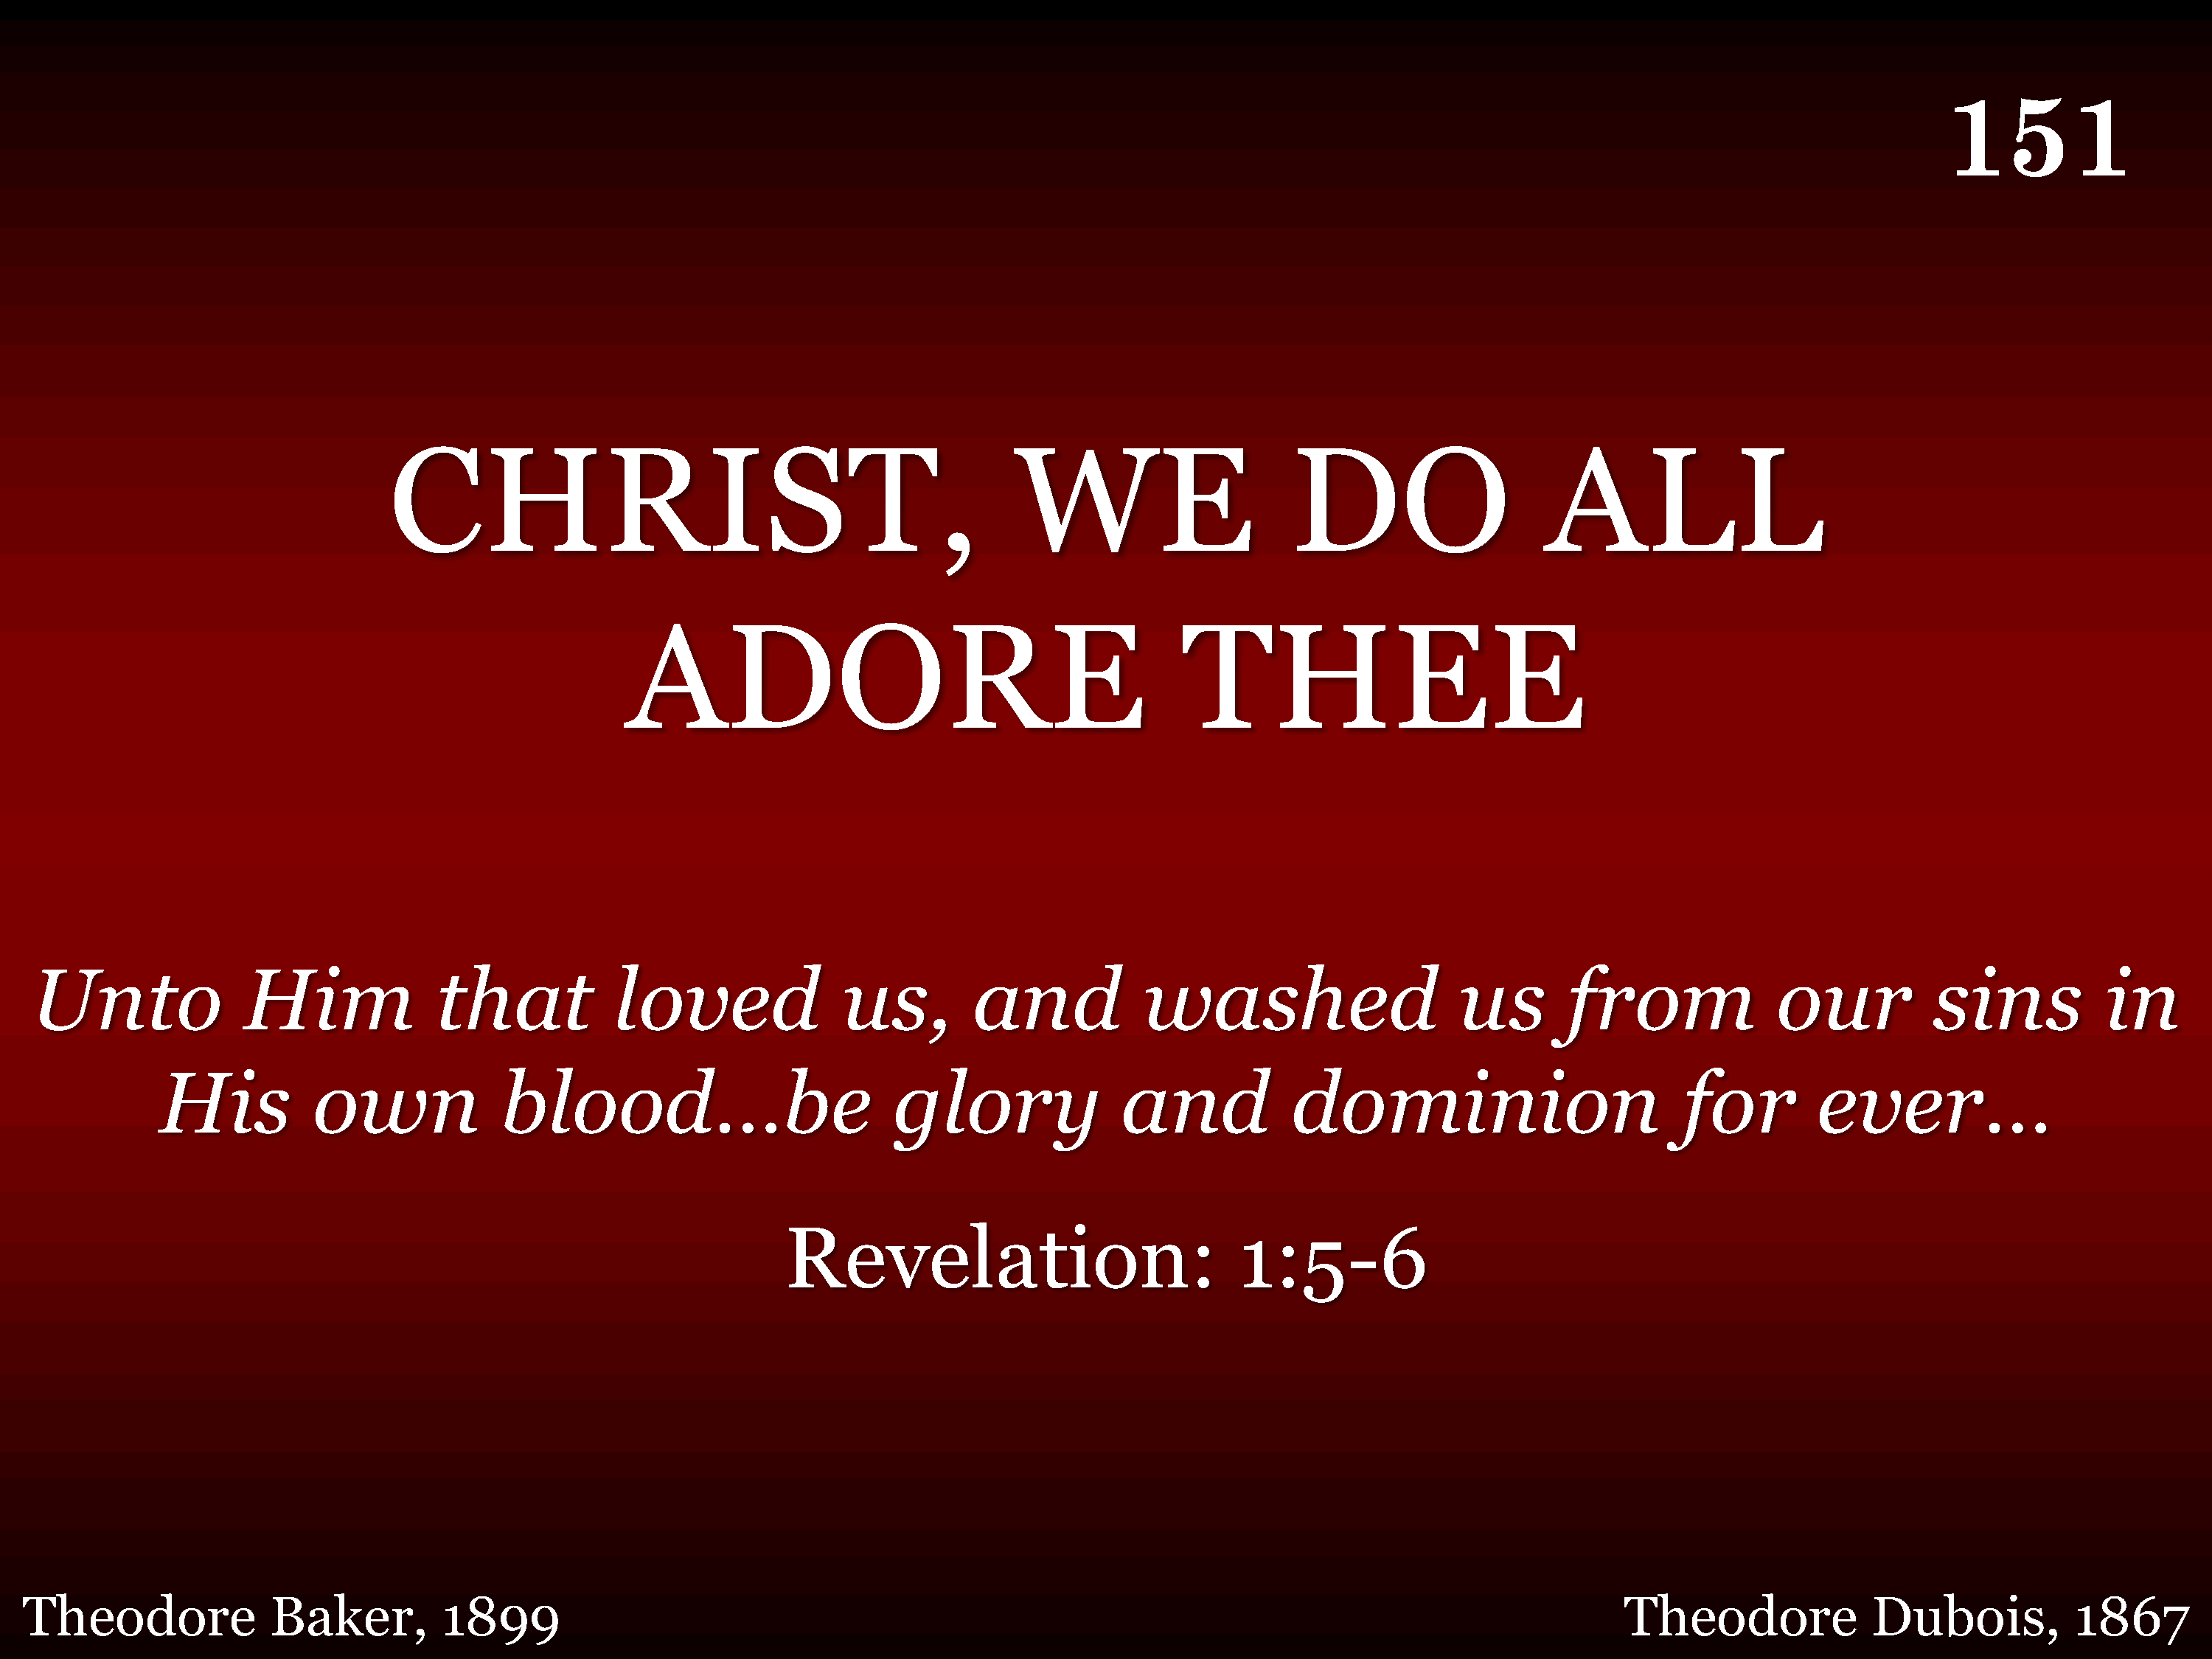 151
CHRIST, WE DO ALL
ADORE THEE
Unto Him that loved us, and washed us from our sins in
His own blood…be glory and dominion for ever…
Revelation: 1:5-6
Theodore Baker, 1899
Theodore Dubois, 1867